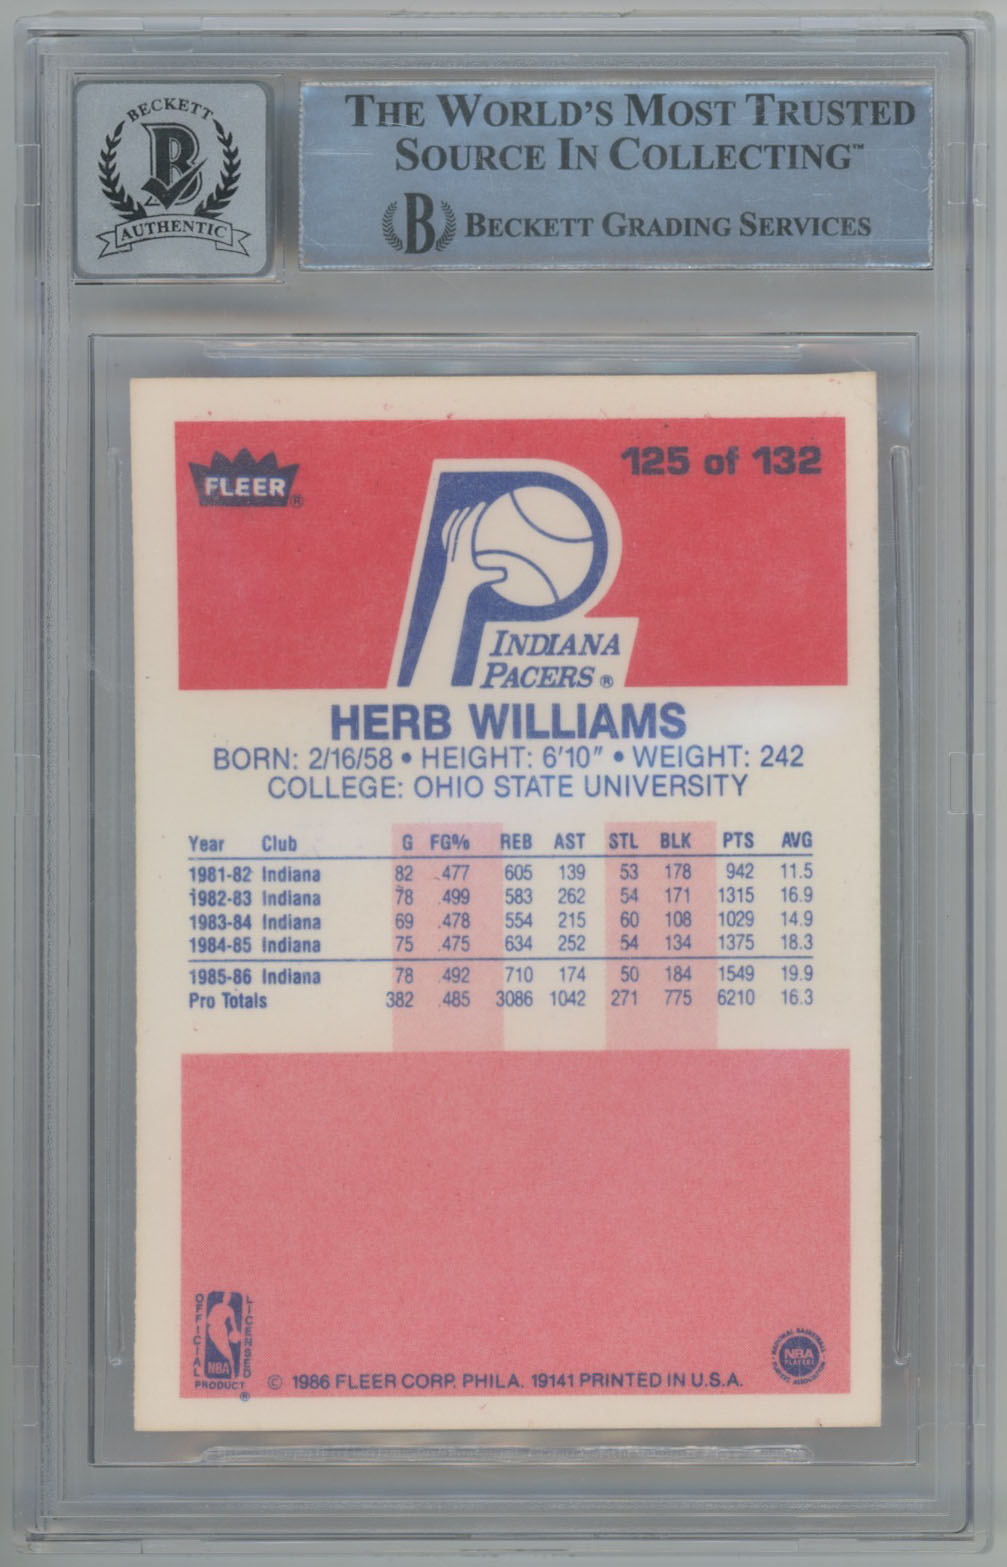 BECKETT
B
AUTHENTIC
THE WORLD'S MOST TRUSTED
SOURCE IN COLLECTING™
B BECKETT GRADING SERVICES
FLEER®
125 of 132
INDIANA
PACERS®
HERB WILLIAMS
BORN: 2/16/58 • HEIGHT: 6'10" • WEIGHT: 242
COLLEGE: OHIO STATE UNIVERSITY
Year Club G FG% REB AST STL BLK PTS AVG
1981-82 Indiana 82 .477 605 139 53 178 942 11.5
1982-83 Indiana 78 .499 583 262 54 171 1315 16.9
1983-84 Indiana 69 .478 554 215 60 108 1029 14.9
1984-85 Indiana 75 .475 634 252 54 134 1375 18.3
1985-86 Indiana 78 .492 710 174 50 184 1549 19.9
Pro Totals 382 .485 3086 1042 271 775 6210 16.3
OFFICIAL
LICENSED
NBA
PRODUCT
®
© 1986 FLEER CORP. PHILA. 19141 PRINTED IN U.S.A.
NATIONAL BASKETBALL
NBA
PLAYERS
PLAYERS ASSOCIATION